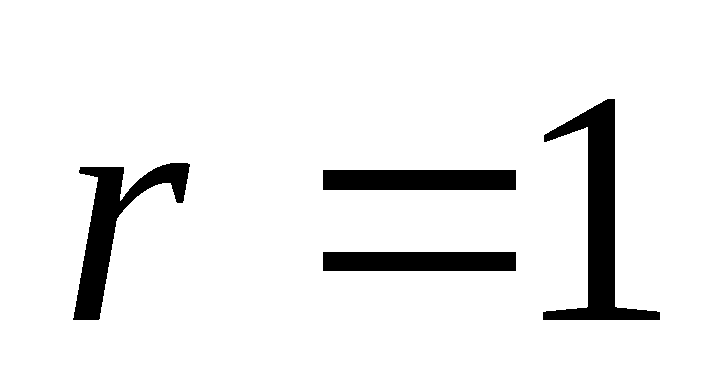 r = 1